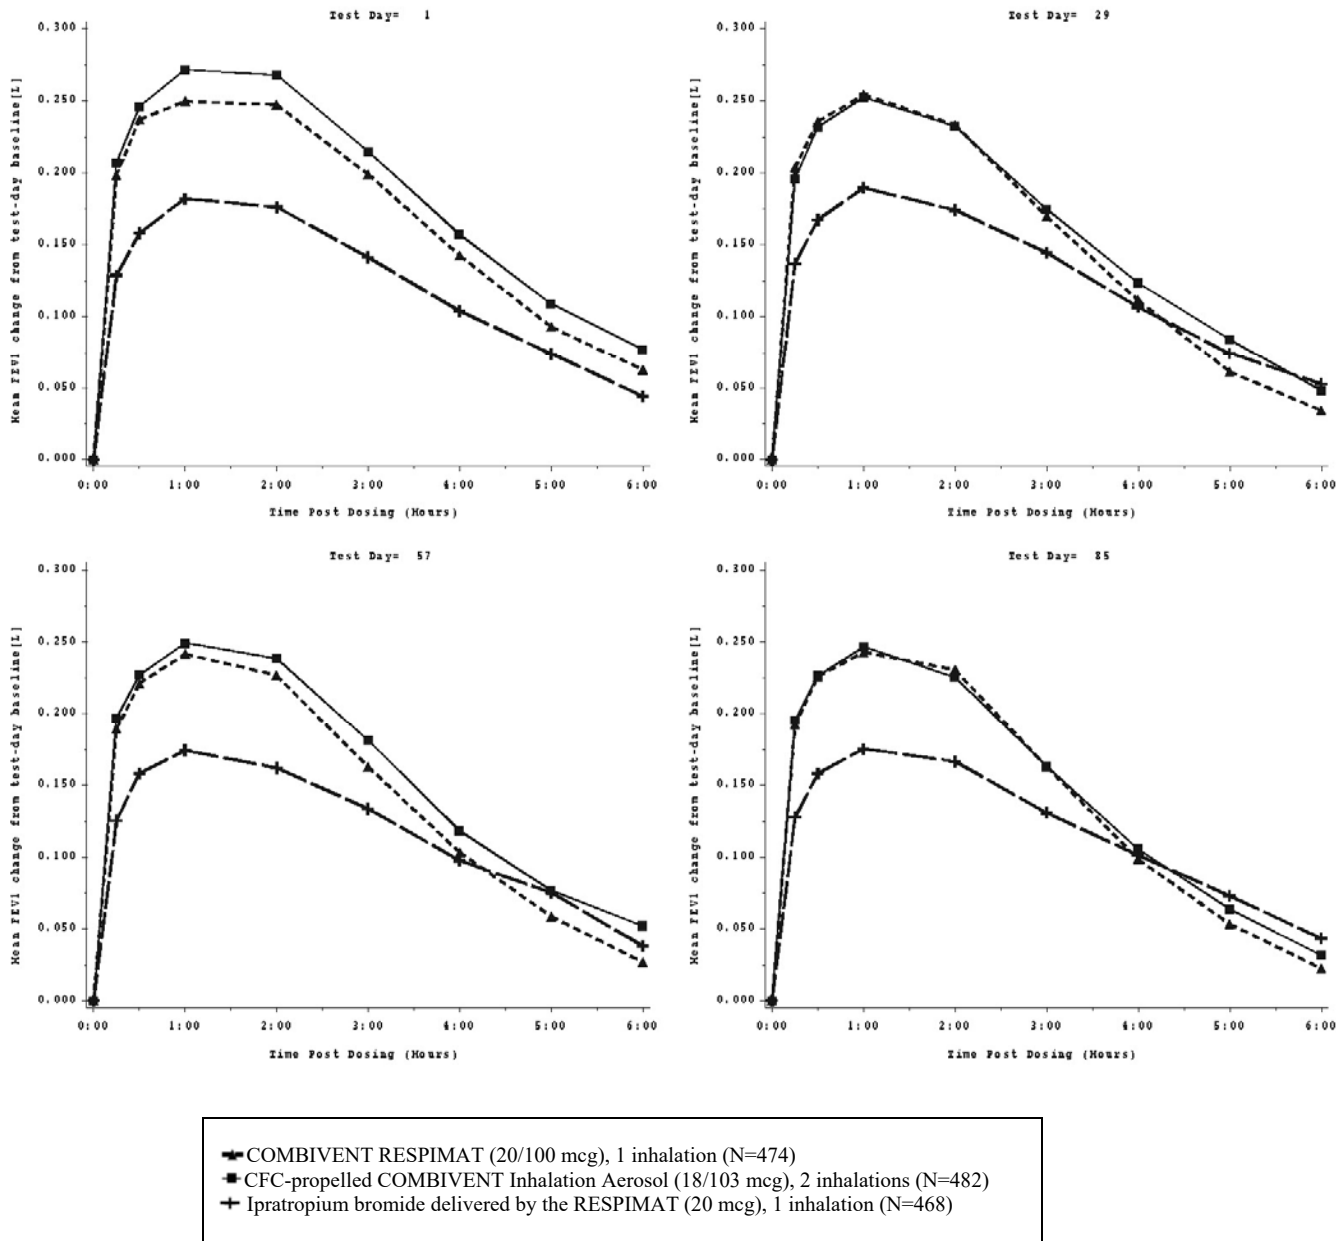 Test Day= 1
0.300
0.250
0.200
0.150
0.100
0.050
0.000
Mean FEV1 change from test-day baseline[L]
0:00 1:00 2:00 3:00 4:00 5:00 6:00
Time Post Dosing (Hours)
Test Day= 29
0.300
0.250
0.200
0.150
0.100
0.050
0.000
Mean FEV1 change from test-day baseline[L]
0:00 1:00 2:00 3:00 4:00 5:00 6:00
Time Post Dosing (Hours)
Test Day= 57
0.300
0.250
0.200
0.150
0.100
0.050
0.000
Mean FEV1 change from test-day baseline[L]
0:00 1:00 2:00 3:00 4:00 5:00 6:00
Time Post Dosing (Hours)
Test Day= 85
0.300
0.250
0.200
0.150
0.100
0.050
0.000
Mean FEV1 change from test-day baseline[L]
0:00 1:00 2:00 3:00 4:00 5:00 6:00
Time Post Dosing (Hours)
COMBIVENT RESPIMAT (20/100 mcg), 1 inhalation (N=474)
CFC-propelled COMBIVENT Inhalation Aerosol (18/103 mcg), 2 inhalations (N=482)
Ipratropium bromide delivered by the RESPIMAT (20 mcg), 1 inhalation (N=468)